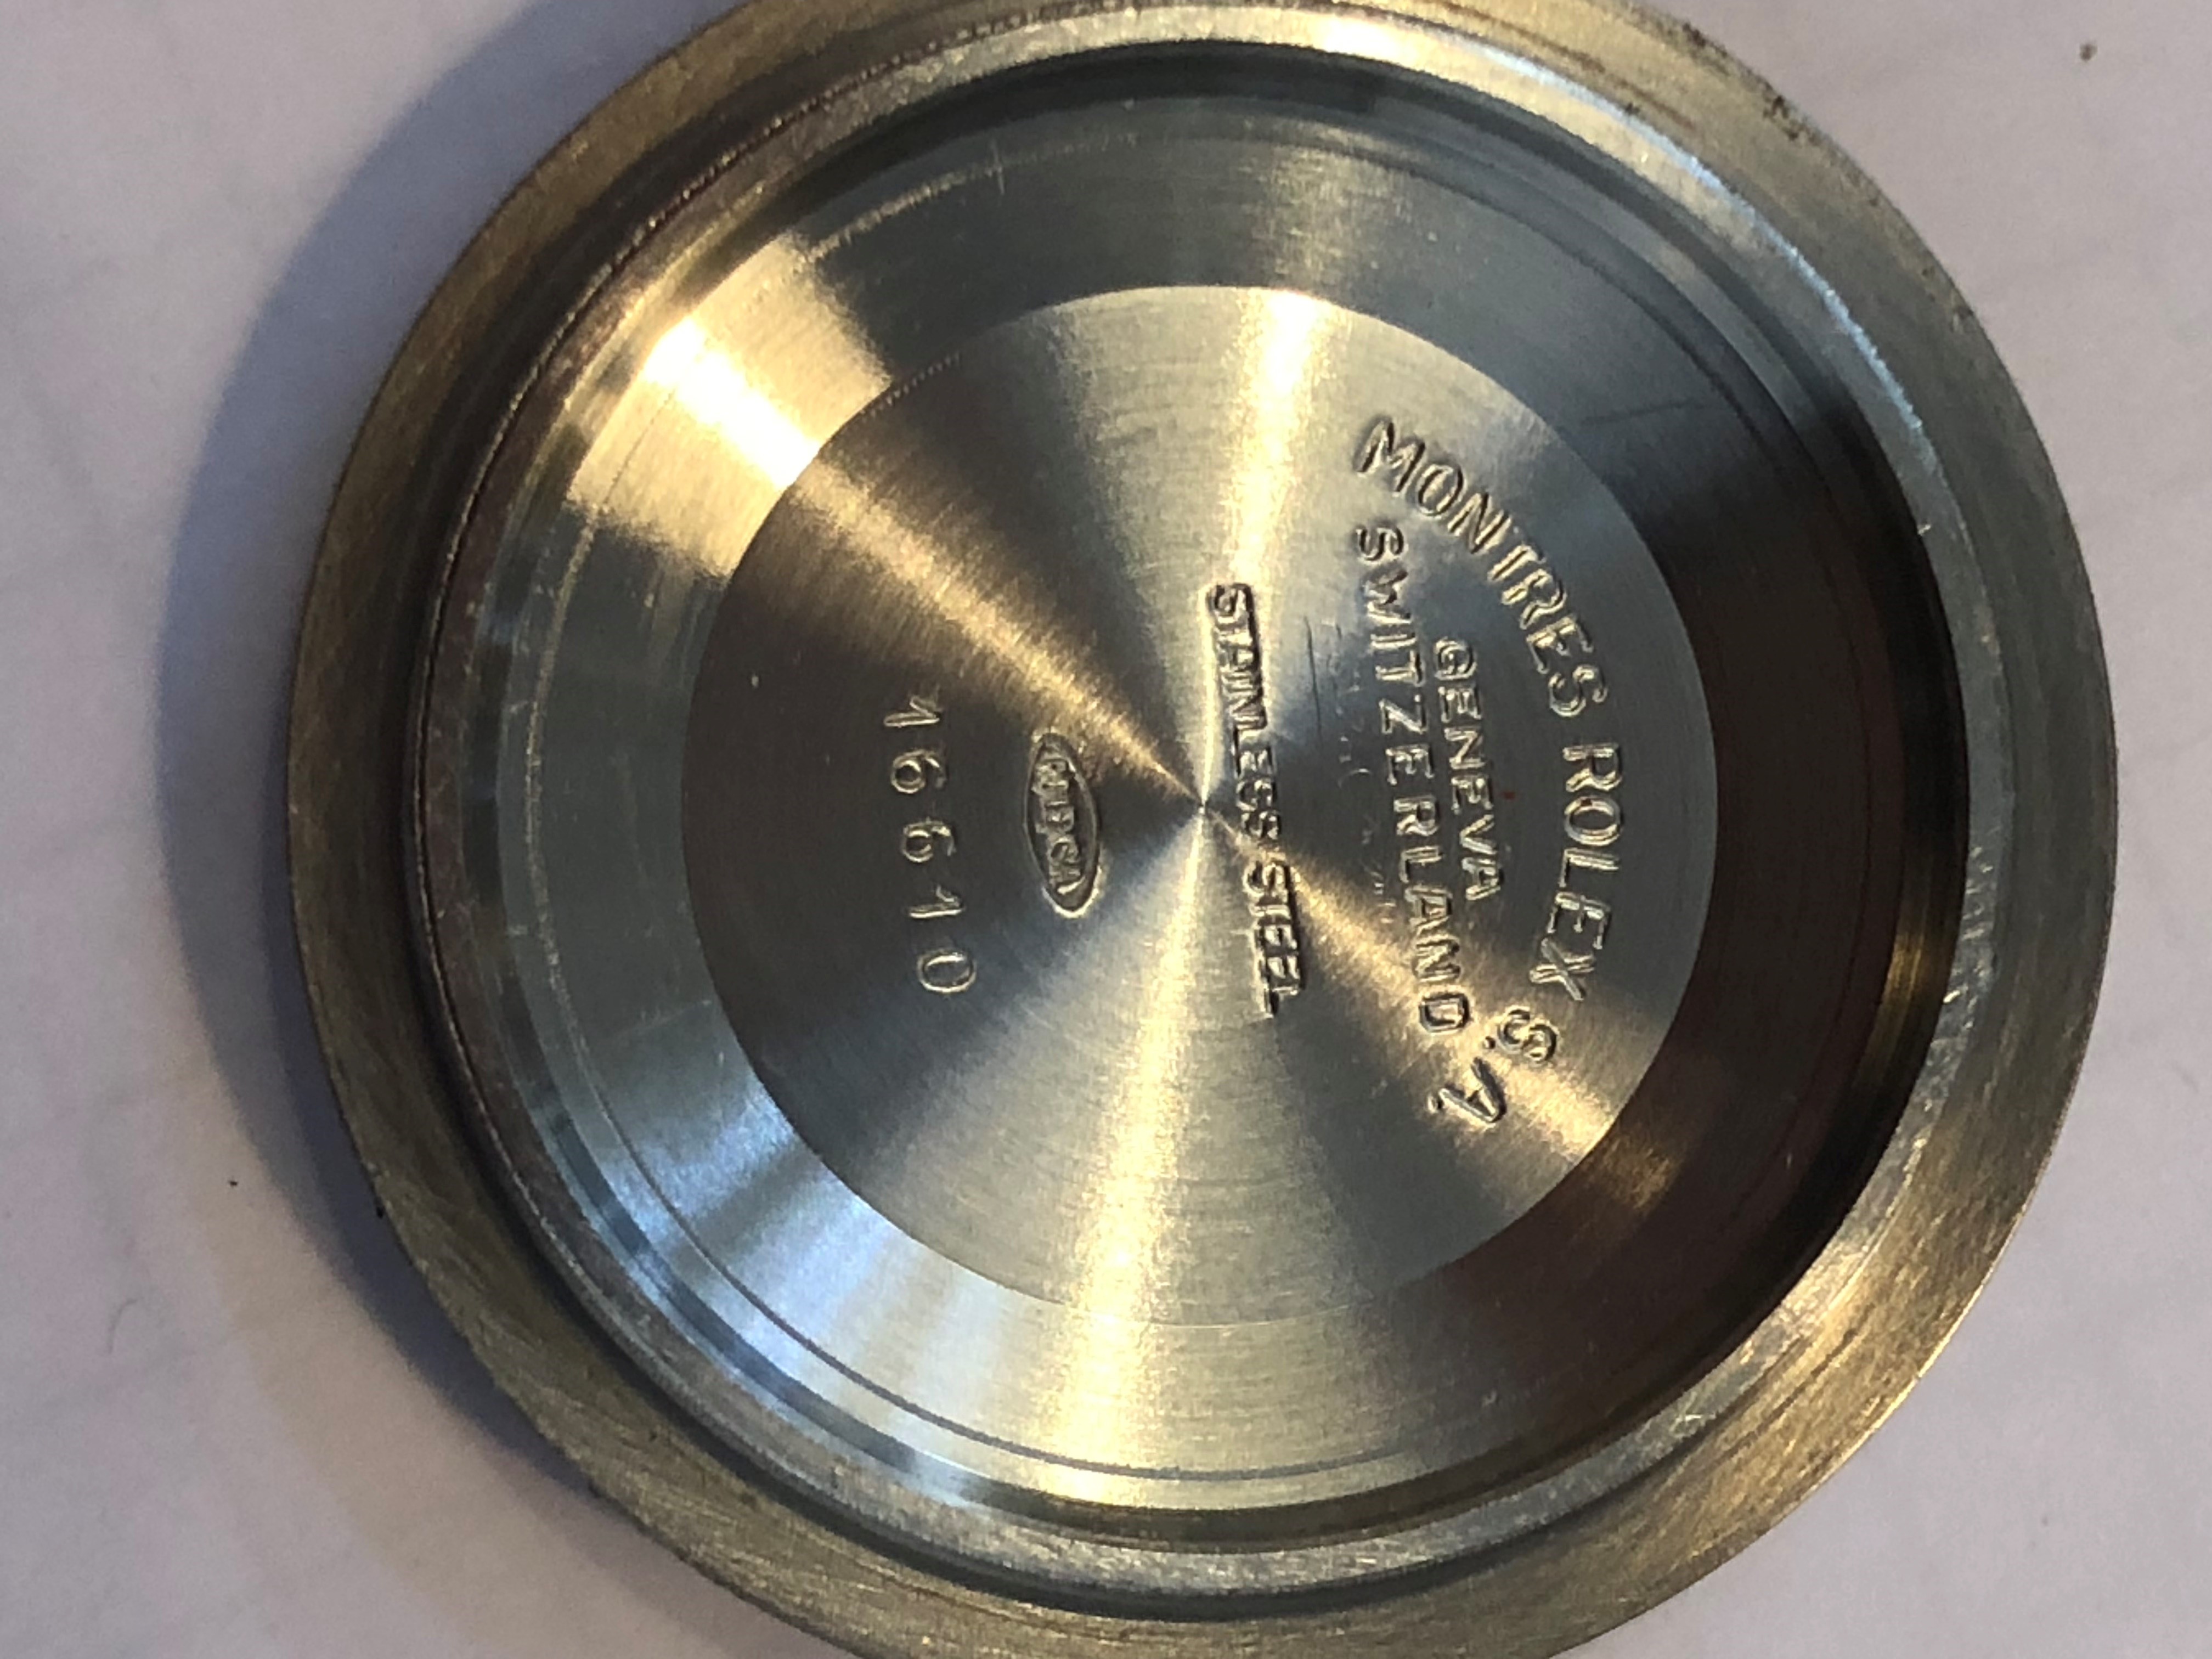 MONTRES ROLEX S.A.
GENEVA
SWITZERLAND
STAINLESS STEEL
16610